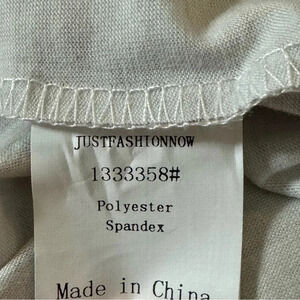 JUSTFASHIONNOW
1333358#
Polyester
Spandex
Made in China